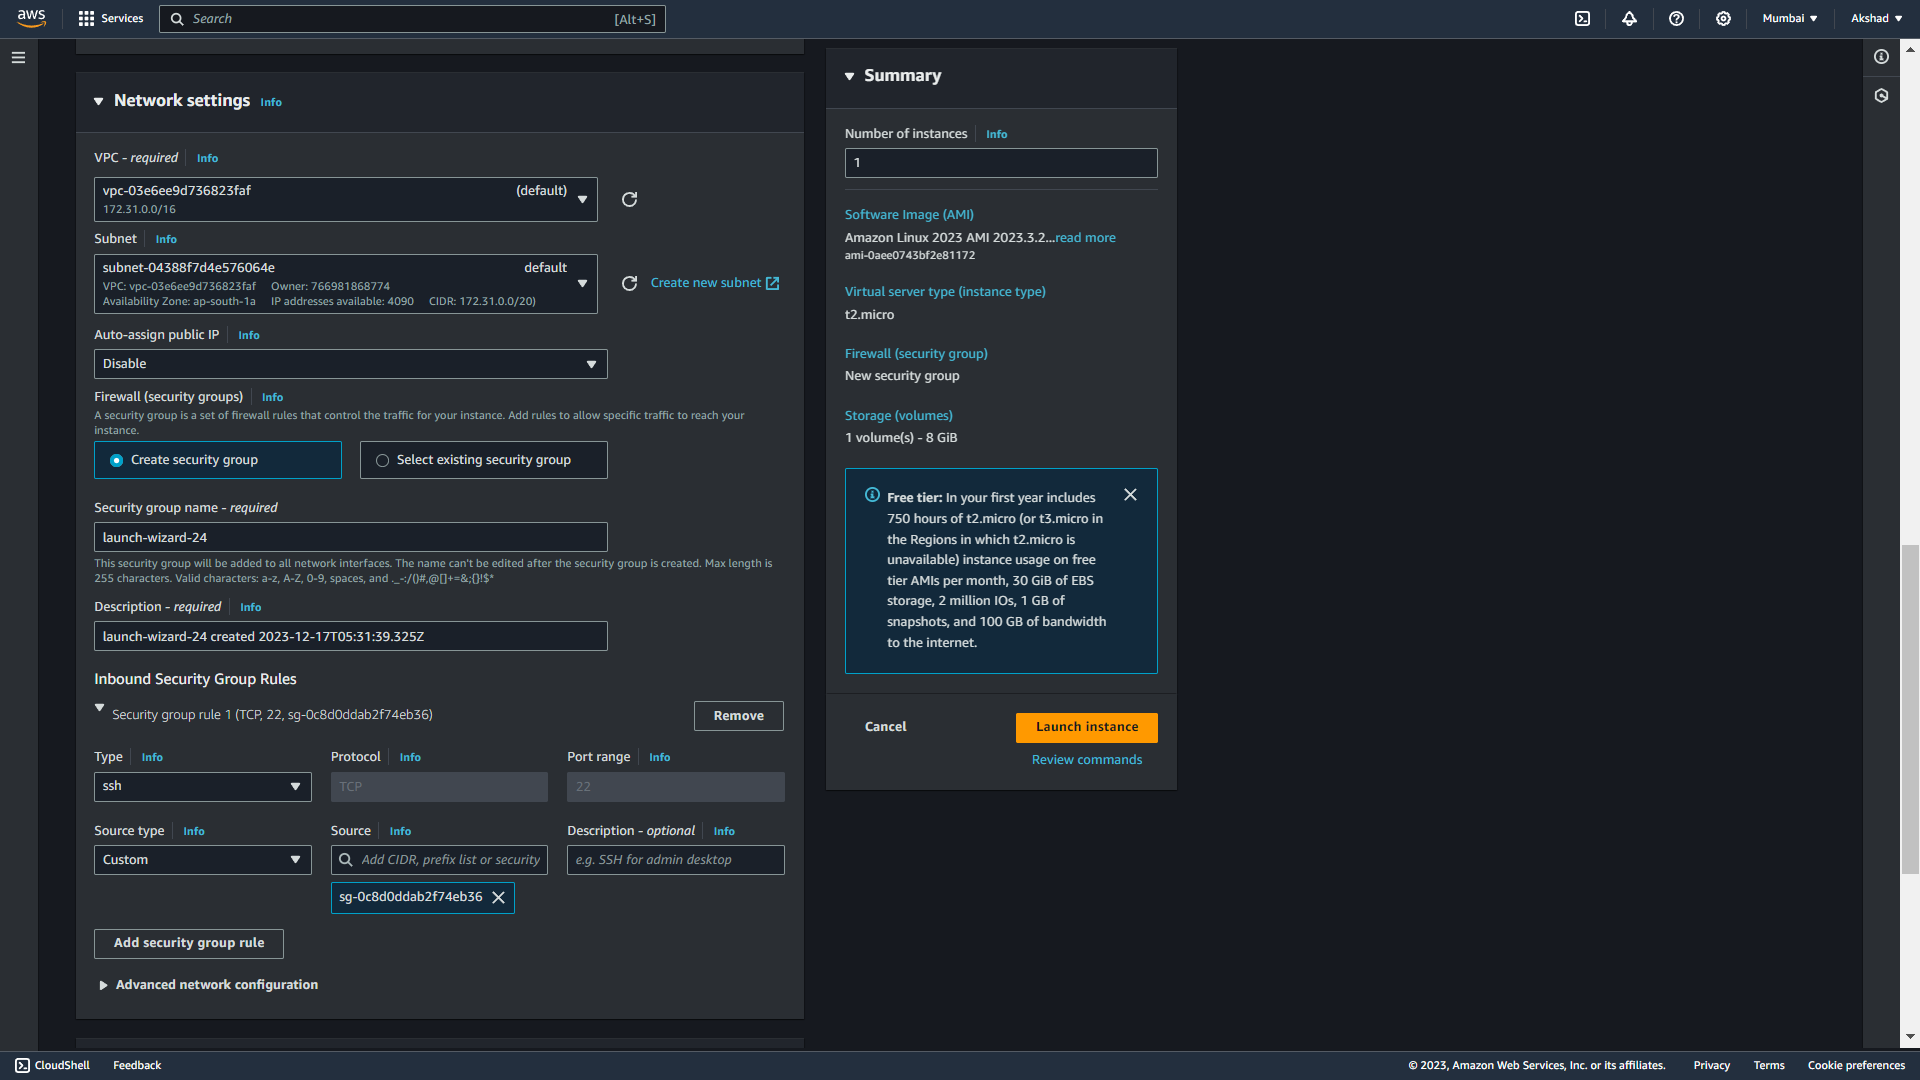 aws
Services
Search
[Alt+S]
Mumbai
Akshad
Network settings Info
VPC - required Info
vpc-03e6ee9d736823faf (default)
172.31.0.0/16
Subnet Info
subnet-04388f7d4e576064e default
VPC: vpc-03e6ee9d736823faf Owner: 766981868774
Availability Zone: ap-south-1a IP addresses available: 4090 CIDR: 172.31.0.0/20)
Create new subnet
Auto-assign public IP Info
Disable
Firewall (security groups) Info
A security group is a set of firewall rules that control the traffic for your instance. Add rules to allow specific traffic to reach your
instance.
Create security group
Select existing security group
Security group name - required
launch-wizard-24
This security group will be added to all network interfaces. The name can't be edited after the security group is created. Max length is
255 characters. Valid characters: a-z, A-Z, 0-9, spaces, and ._-:/()#,@[]+=&;{}!$*
Description - required Info
launch-wizard-24 created 2023-12-17T05:31:39.325Z
Inbound Security Group Rules
Security group rule 1 (TCP, 22, sg-0c8d0ddab2f74eb36)
Remove
Type Info
Protocol Info
Port range Info
ssh
TCP
22
Source type Info
Source Info
Description - optional Info
Custom
Add CIDR, prefix list or security
e.g. SSH for admin desktop
sg-0c8d0ddab2f74eb36
Add security group rule
Advanced network configuration
Summary
Number of instances Info
1
Software Image (AMI)
Amazon Linux 2023 AMI 2023.3.2...read more
ami-0aee0743bf2e81172
Virtual server type (instance type)
t2.micro
Firewall (security group)
New security group
Storage (volumes)
1 volume(s) - 8 GiB
Free tier: In your first year includes
750 hours of t2.micro (or t3.micro in
the Regions in which t2.micro is
unavailable) instance usage on free
tier AMIs per month, 30 GiB of EBS
storage, 2 million IOs, 1 GB of
snapshots, and 100 GB of bandwidth
to the internet.
Cancel
Launch instance
Review commands
CloudShell
Feedback
© 2023, Amazon Web Services, Inc. or its affiliates.
Privacy
Terms
Cookie preferences